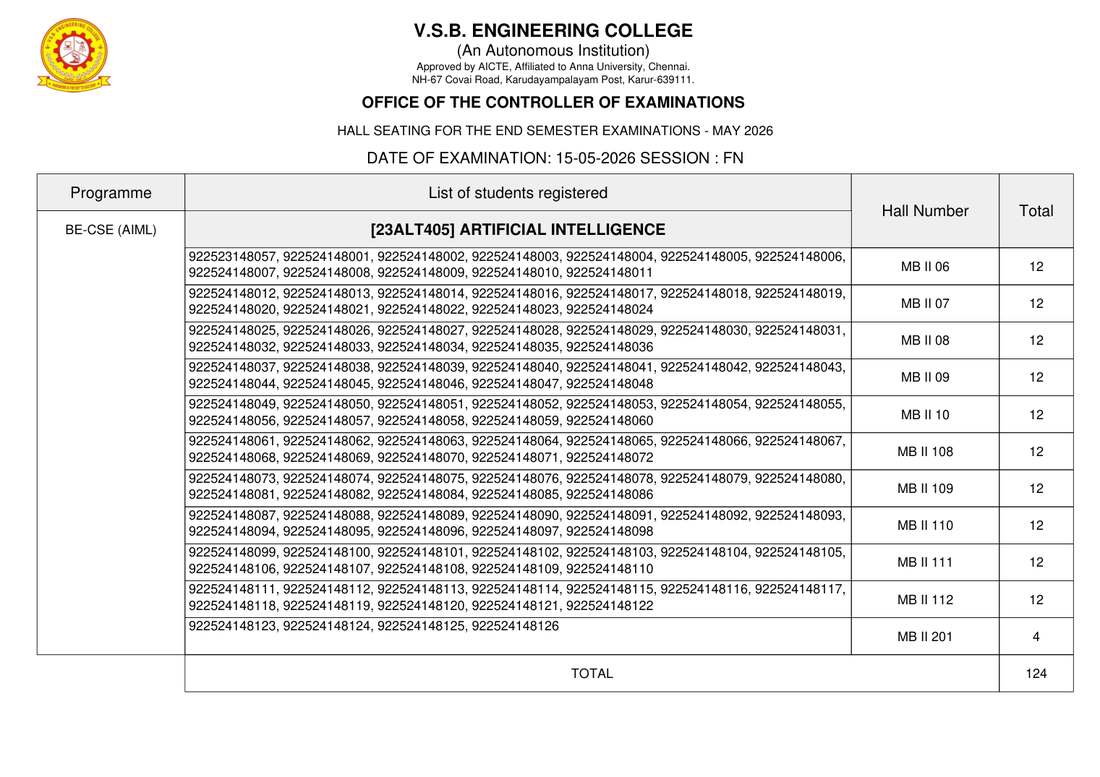 V.S.B. ENGINEERING COLLEGE
(An Autonomous Institution)
Approved by AICTE, Affiliated to Anna University, Chennai.
NH-67 Covai Road, Karudayampalayam Post, Karur-639111.
OFFICE OF THE CONTROLLER OF EXAMINATIONS
HALL SEATING FOR THE END SEMESTER EXAMINATIONS - MAY 2026
DATE OF EXAMINATION: 15-05-2026 SESSION : FN
Programme List of students registered Hall Number Total
BE-CSE (AIML) [23ALT405] ARTIFICIAL INTELLIGENCE
922523148057, 922524148001, 922524148002, 922524148003, 922524148004, 922524148005, 922524148006,
922524148007, 922524148008, 922524148009, 922524148010, 922524148011
MB II 06 12
922524148012, 922524148013, 922524148014, 922524148016, 922524148017, 922524148018, 922524148019,
922524148020, 922524148021, 922524148022, 922524148023, 922524148024
MB II 07 12
922524148025, 922524148026, 922524148027, 922524148028, 922524148029, 922524148030, 922524148031,
922524148032, 922524148033, 922524148034, 922524148035, 922524148036
MB II 08 12
922524148037, 922524148038, 922524148039, 922524148040, 922524148041, 922524148042, 922524148043,
922524148044, 922524148045, 922524148046, 922524148047, 922524148048
MB II 09 12
922524148049, 922524148050, 922524148051, 922524148052, 922524148053, 922524148054, 922524148055,
922524148056, 922524148057, 922524148058, 922524148059, 922524148060
MB II 10 12
922524148061, 922524148062, 922524148063, 922524148064, 922524148065, 922524148066, 922524148067,
922524148068, 922524148069, 922524148070, 922524148071, 922524148072
MB II 108 12
922524148073, 922524148074, 922524148075, 922524148076, 922524148078, 922524148079, 922524148080,
922524148081, 922524148082, 922524148084, 922524148085, 922524148086
MB II 109 12
922524148087, 922524148088, 922524148089, 922524148090, 922524148091, 922524148092, 922524148093,
922524148094, 922524148095, 922524148096, 922524148097, 922524148098
MB II 110 12
922524148099, 922524148100, 922524148101, 922524148102, 922524148103, 922524148104, 922524148105,
922524148106, 922524148107, 922524148108, 922524148109, 922524148110
MB II 111 12
922524148111, 922524148112, 922524148113, 922524148114, 922524148115, 922524148116, 922524148117,
922524148118, 922524148119, 922524148120, 922524148121, 922524148122
MB II 112 12
922524148123, 922524148124, 922524148125, 922524148126
MB II 201 4
TOTAL 124